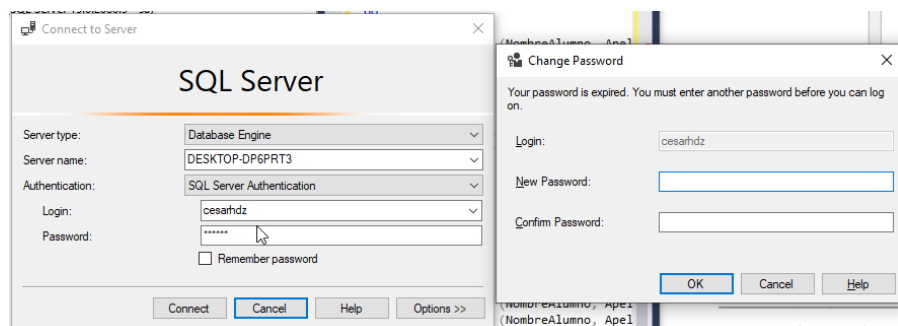 Connect to Server
SQL Server
Server type:
Database Engine
Server name:
DESKTOP-DP6PRT3
Authentication:
SQL Server Authentication
Login:
cesarhdz
Password:
******
Remember password
Connect
Cancel
Help
Options >>
(NombreAlumno, Apel
Change Password
Your password is expired. You must enter another password before you can log
on.
Login:
cesarhdz
New Password:
Confirm Password:
OK
Cancel
Help
(NombreAlumno, Apel
(NombreAlumno, Apel